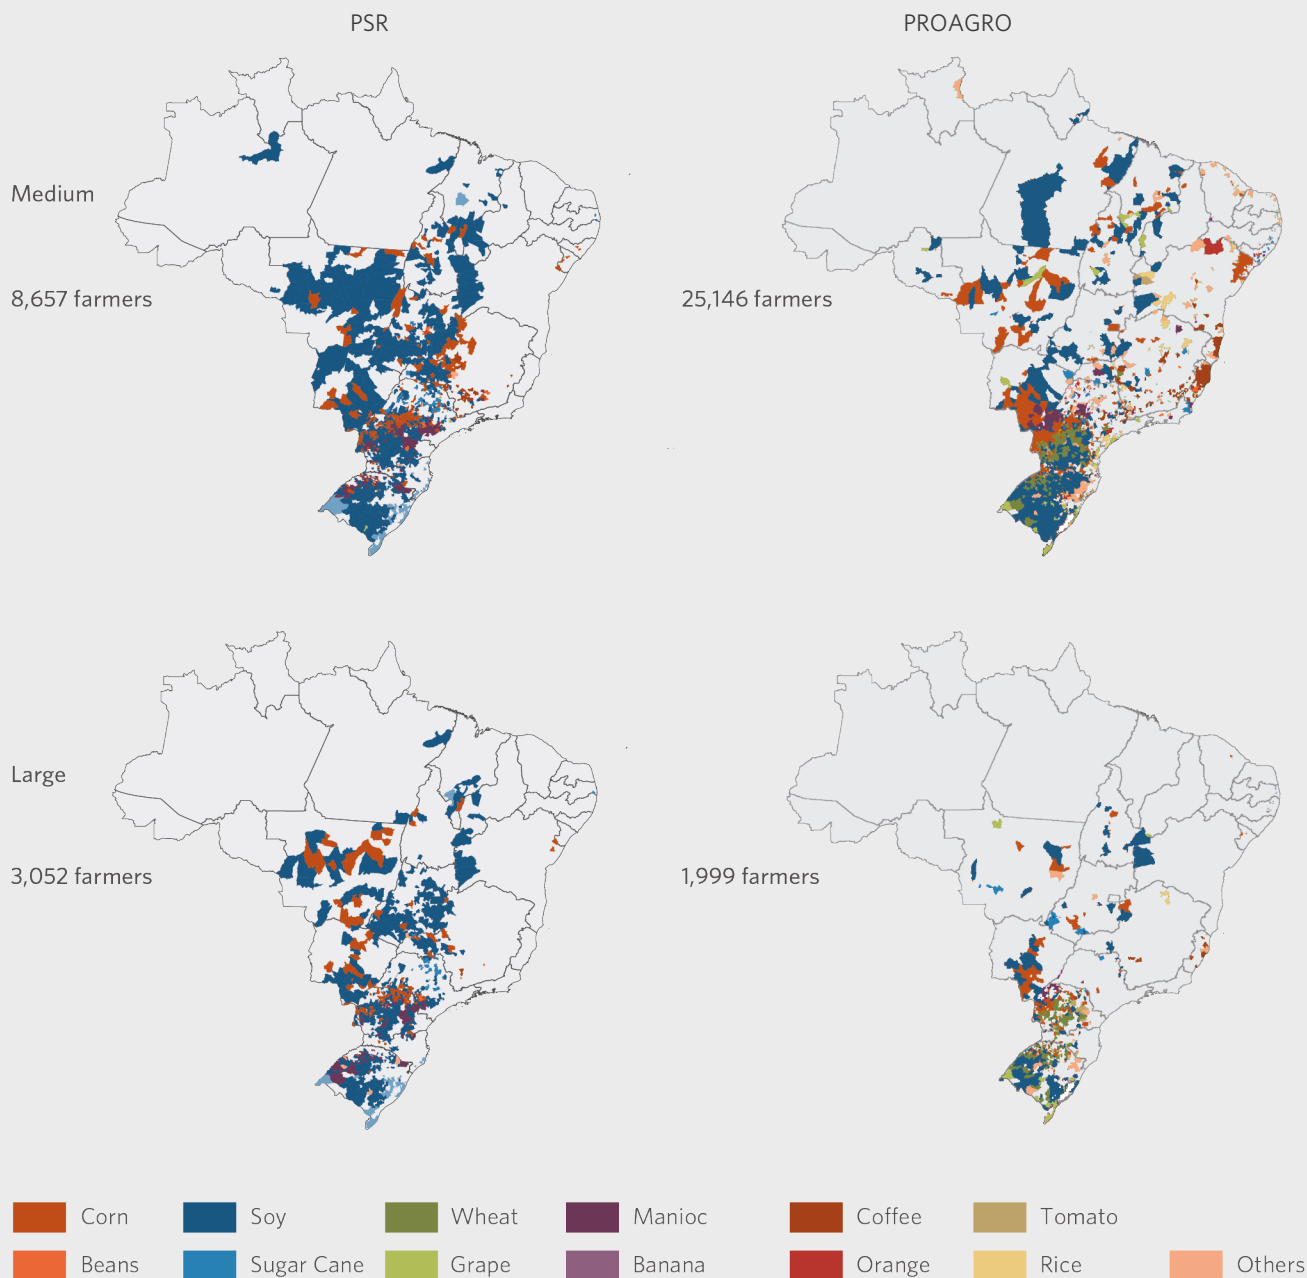 PSR PROAGRO
Medium
8,657 farmers 25,146 farmers
Large
3,052 farmers 1,999 farmers
Corn Soy Wheat Manioc Coffee Tomato
Beans Sugar Cane Grape Banana Orange Rice Others